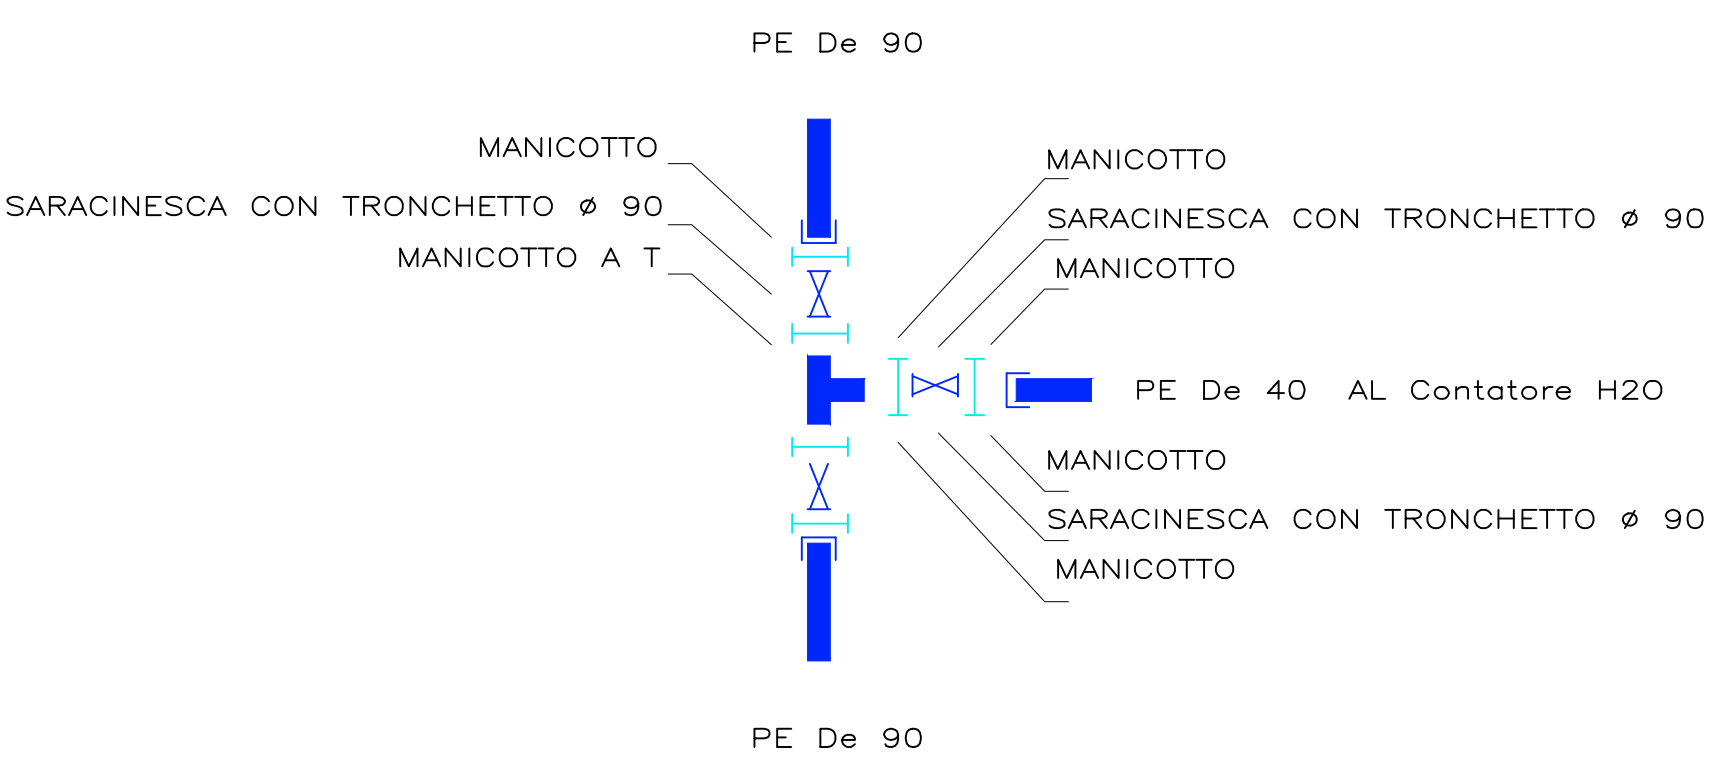 PE De 90
MANICOTTO
SARACINESCA CON TRONCHETTO ø 90
MANICOTTO A T
MANICOTTO
SARACINESCA CON TRONCHETTO ø 90
MANICOTTO
PE De 40 AL Contatore H2O
MANICOTTO
SARACINESCA CON TRONCHETTO ø 90
MANICOTTO
PE De 90